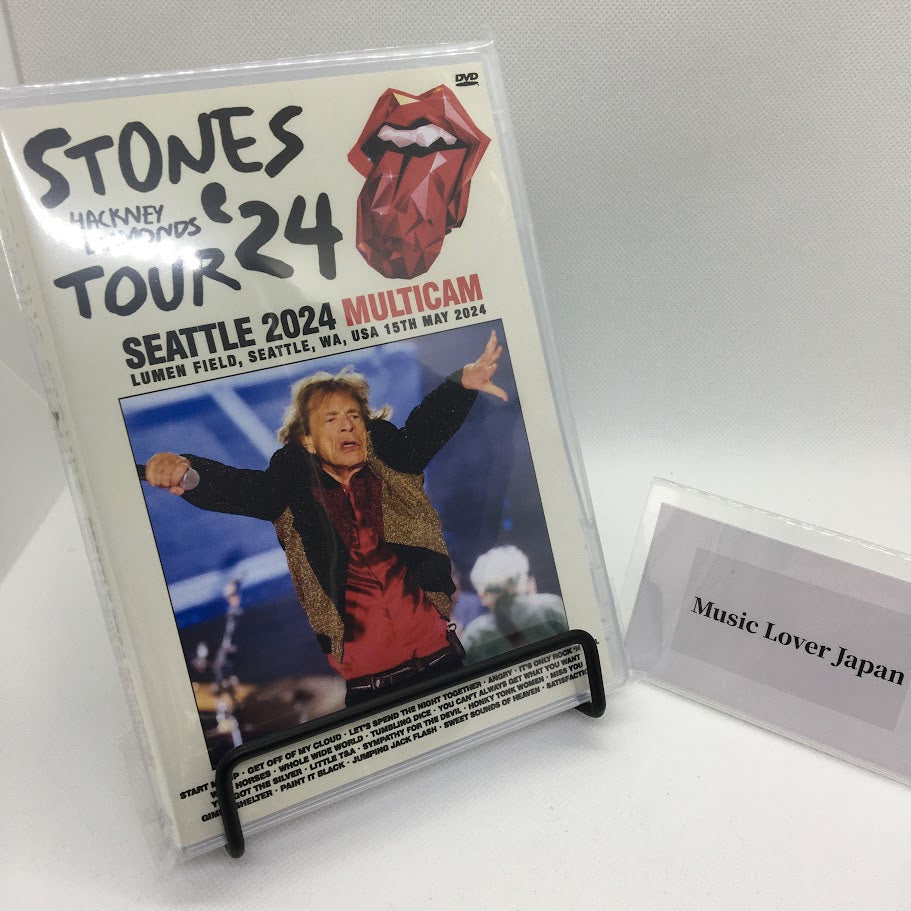 DVD
STONES
HACKNEY
DIAMONDS
'24
TOUR
SEATTLE 2024 MULTICAM
LUMEN FIELD, SEATTLE, WA, USA 15TH MAY 2024
START · GET OFF OF MY CLOUD · LET'S SPEND THE NIGHT TOGETHER · ANGRY · IT'S ONLY ROCK 'N
HORSES · WHOLE WIDE WORLD · TUMBLING DICE · YOU CAN'T ALWAYS GET WHAT YOU WANT
GOT THE SILVER · LITTLE T&A · SYMPATHY FOR THE DEVIL · HONKY TONK WOMEN · MISS YOU
SHELTER · PAINT IT BLACK · JUMPING JACK FLASH · SWEET SOUNDS OF HEAVEN ·
Music Lover Japan